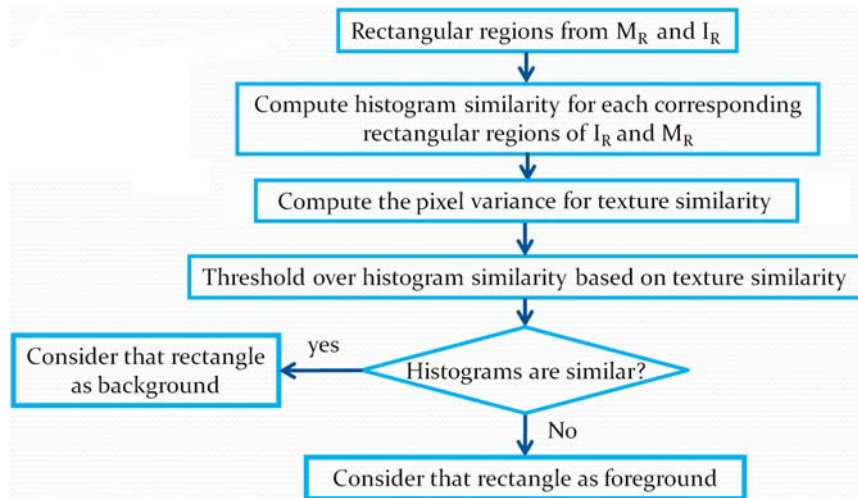 Rectangular regions from M_R and I_R
Compute histogram similarity for each corresponding
rectangular regions of I_R and M_R
Compute the pixel variance for texture similarity
Threshold over histogram similarity based on texture similarity
Histograms are similar?
yes
Consider that rectangle
as background
No
Consider that rectangle as foreground